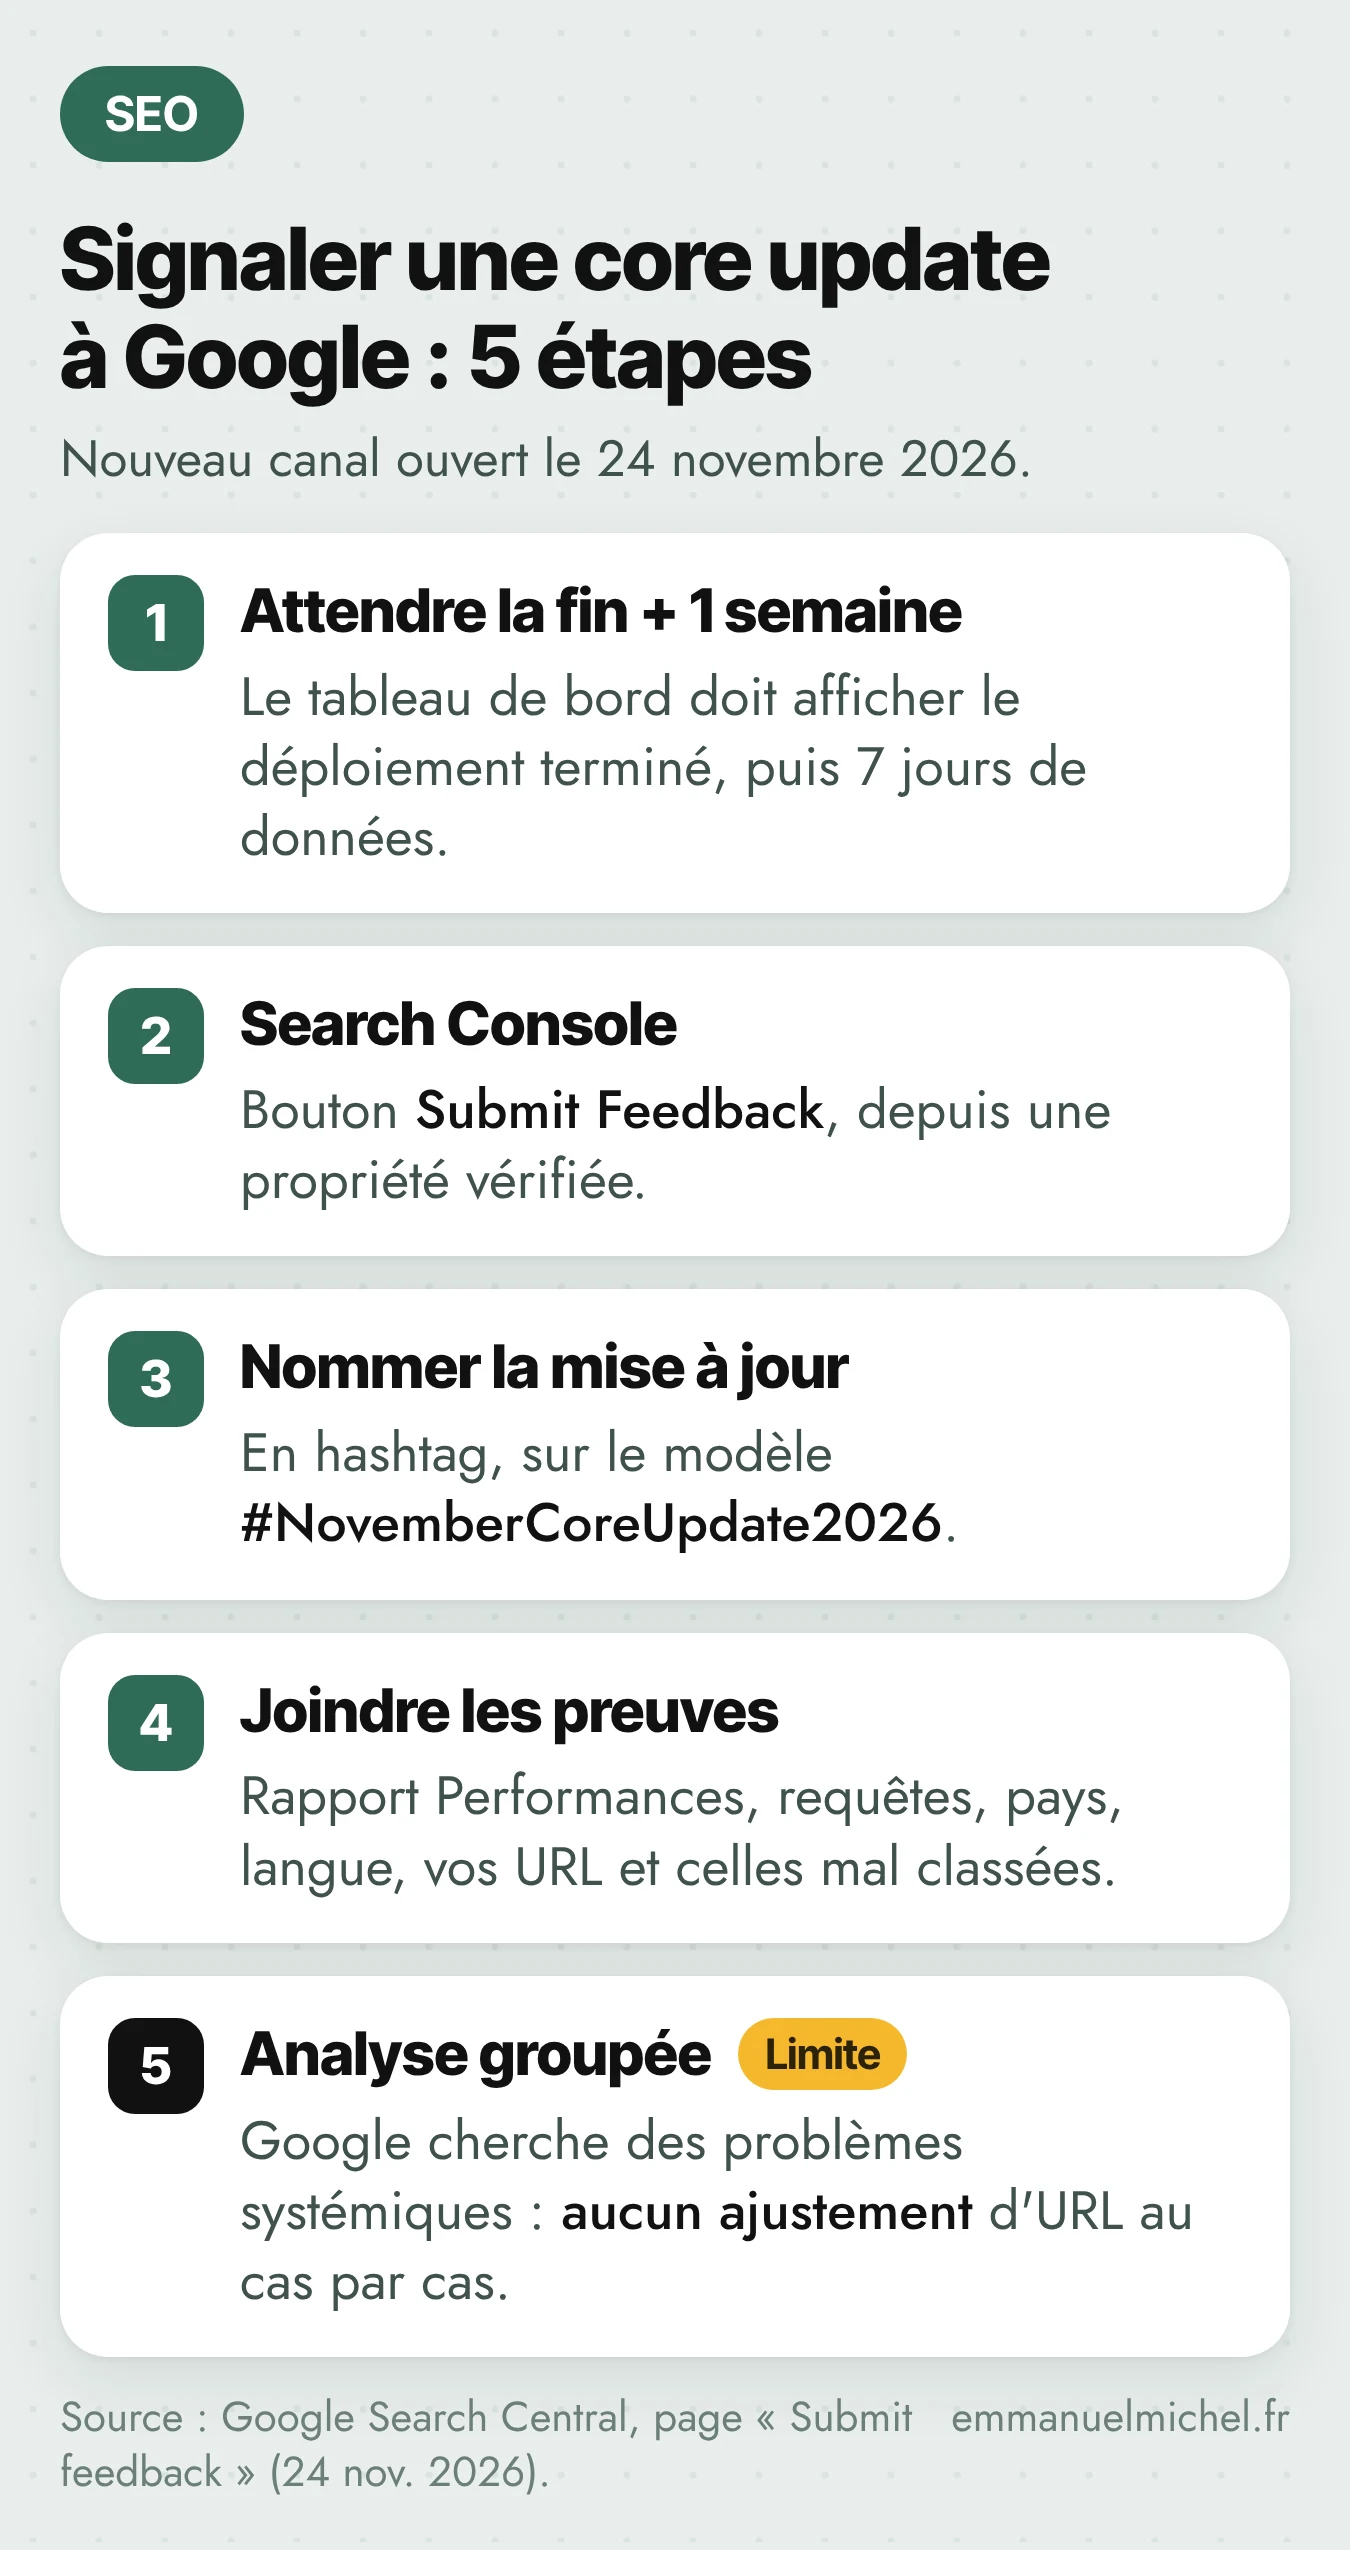 SEO
Signaler une core update
à Google : 5 étapes
Nouveau canal ouvert le 24 novembre 2026.
1
Attendre la fin + 1 semaine
Le tableau de bord doit afficher le
déploiement terminé, puis 7 jours de
données.
2
Search Console
Bouton Submit Feedback, depuis une
propriété vérifiée.
3
Nommer la mise à jour
En hashtag, sur le modèle
#NovemberCoreUpdate2026.
4
Joindre les preuves
Rapport Performances, requêtes, pays,
langue, vos URL et celles mal classées.
5
Analyse groupée Limite
Google cherche des problèmes
systémiques : aucun ajustement d'URL au
cas par cas.
Source : Google Search Central, page « Submit
feedback » (24 nov. 2026).
emmanuelmichel.fr